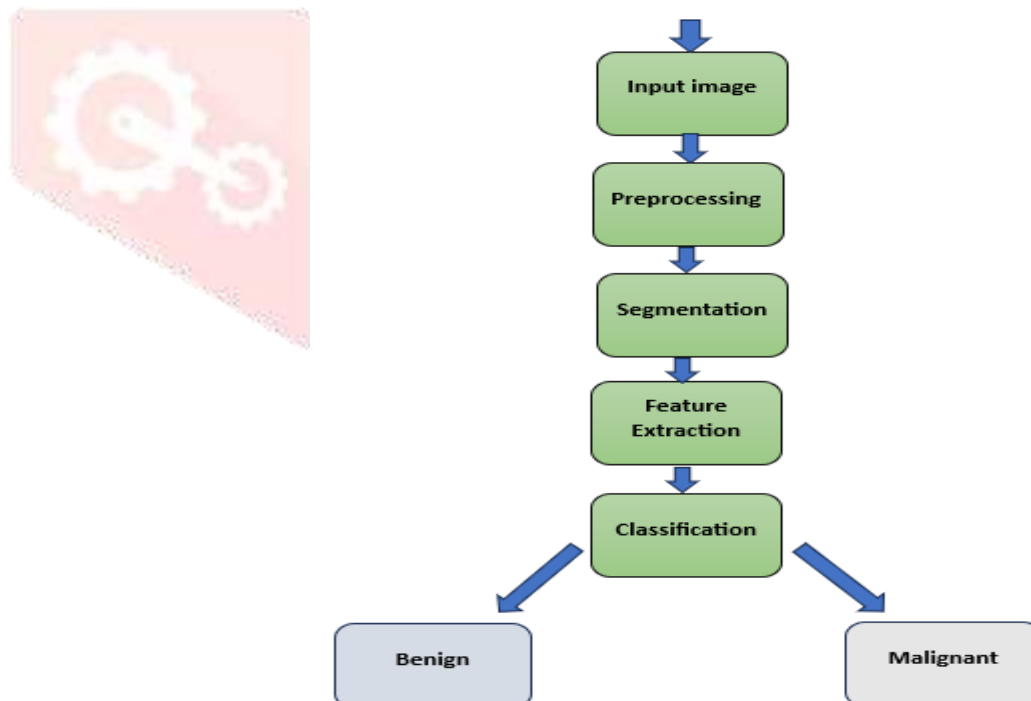 Input image
Preprocessing
Segmentation
Feature
Extraction
Classification
Benign
Malignant